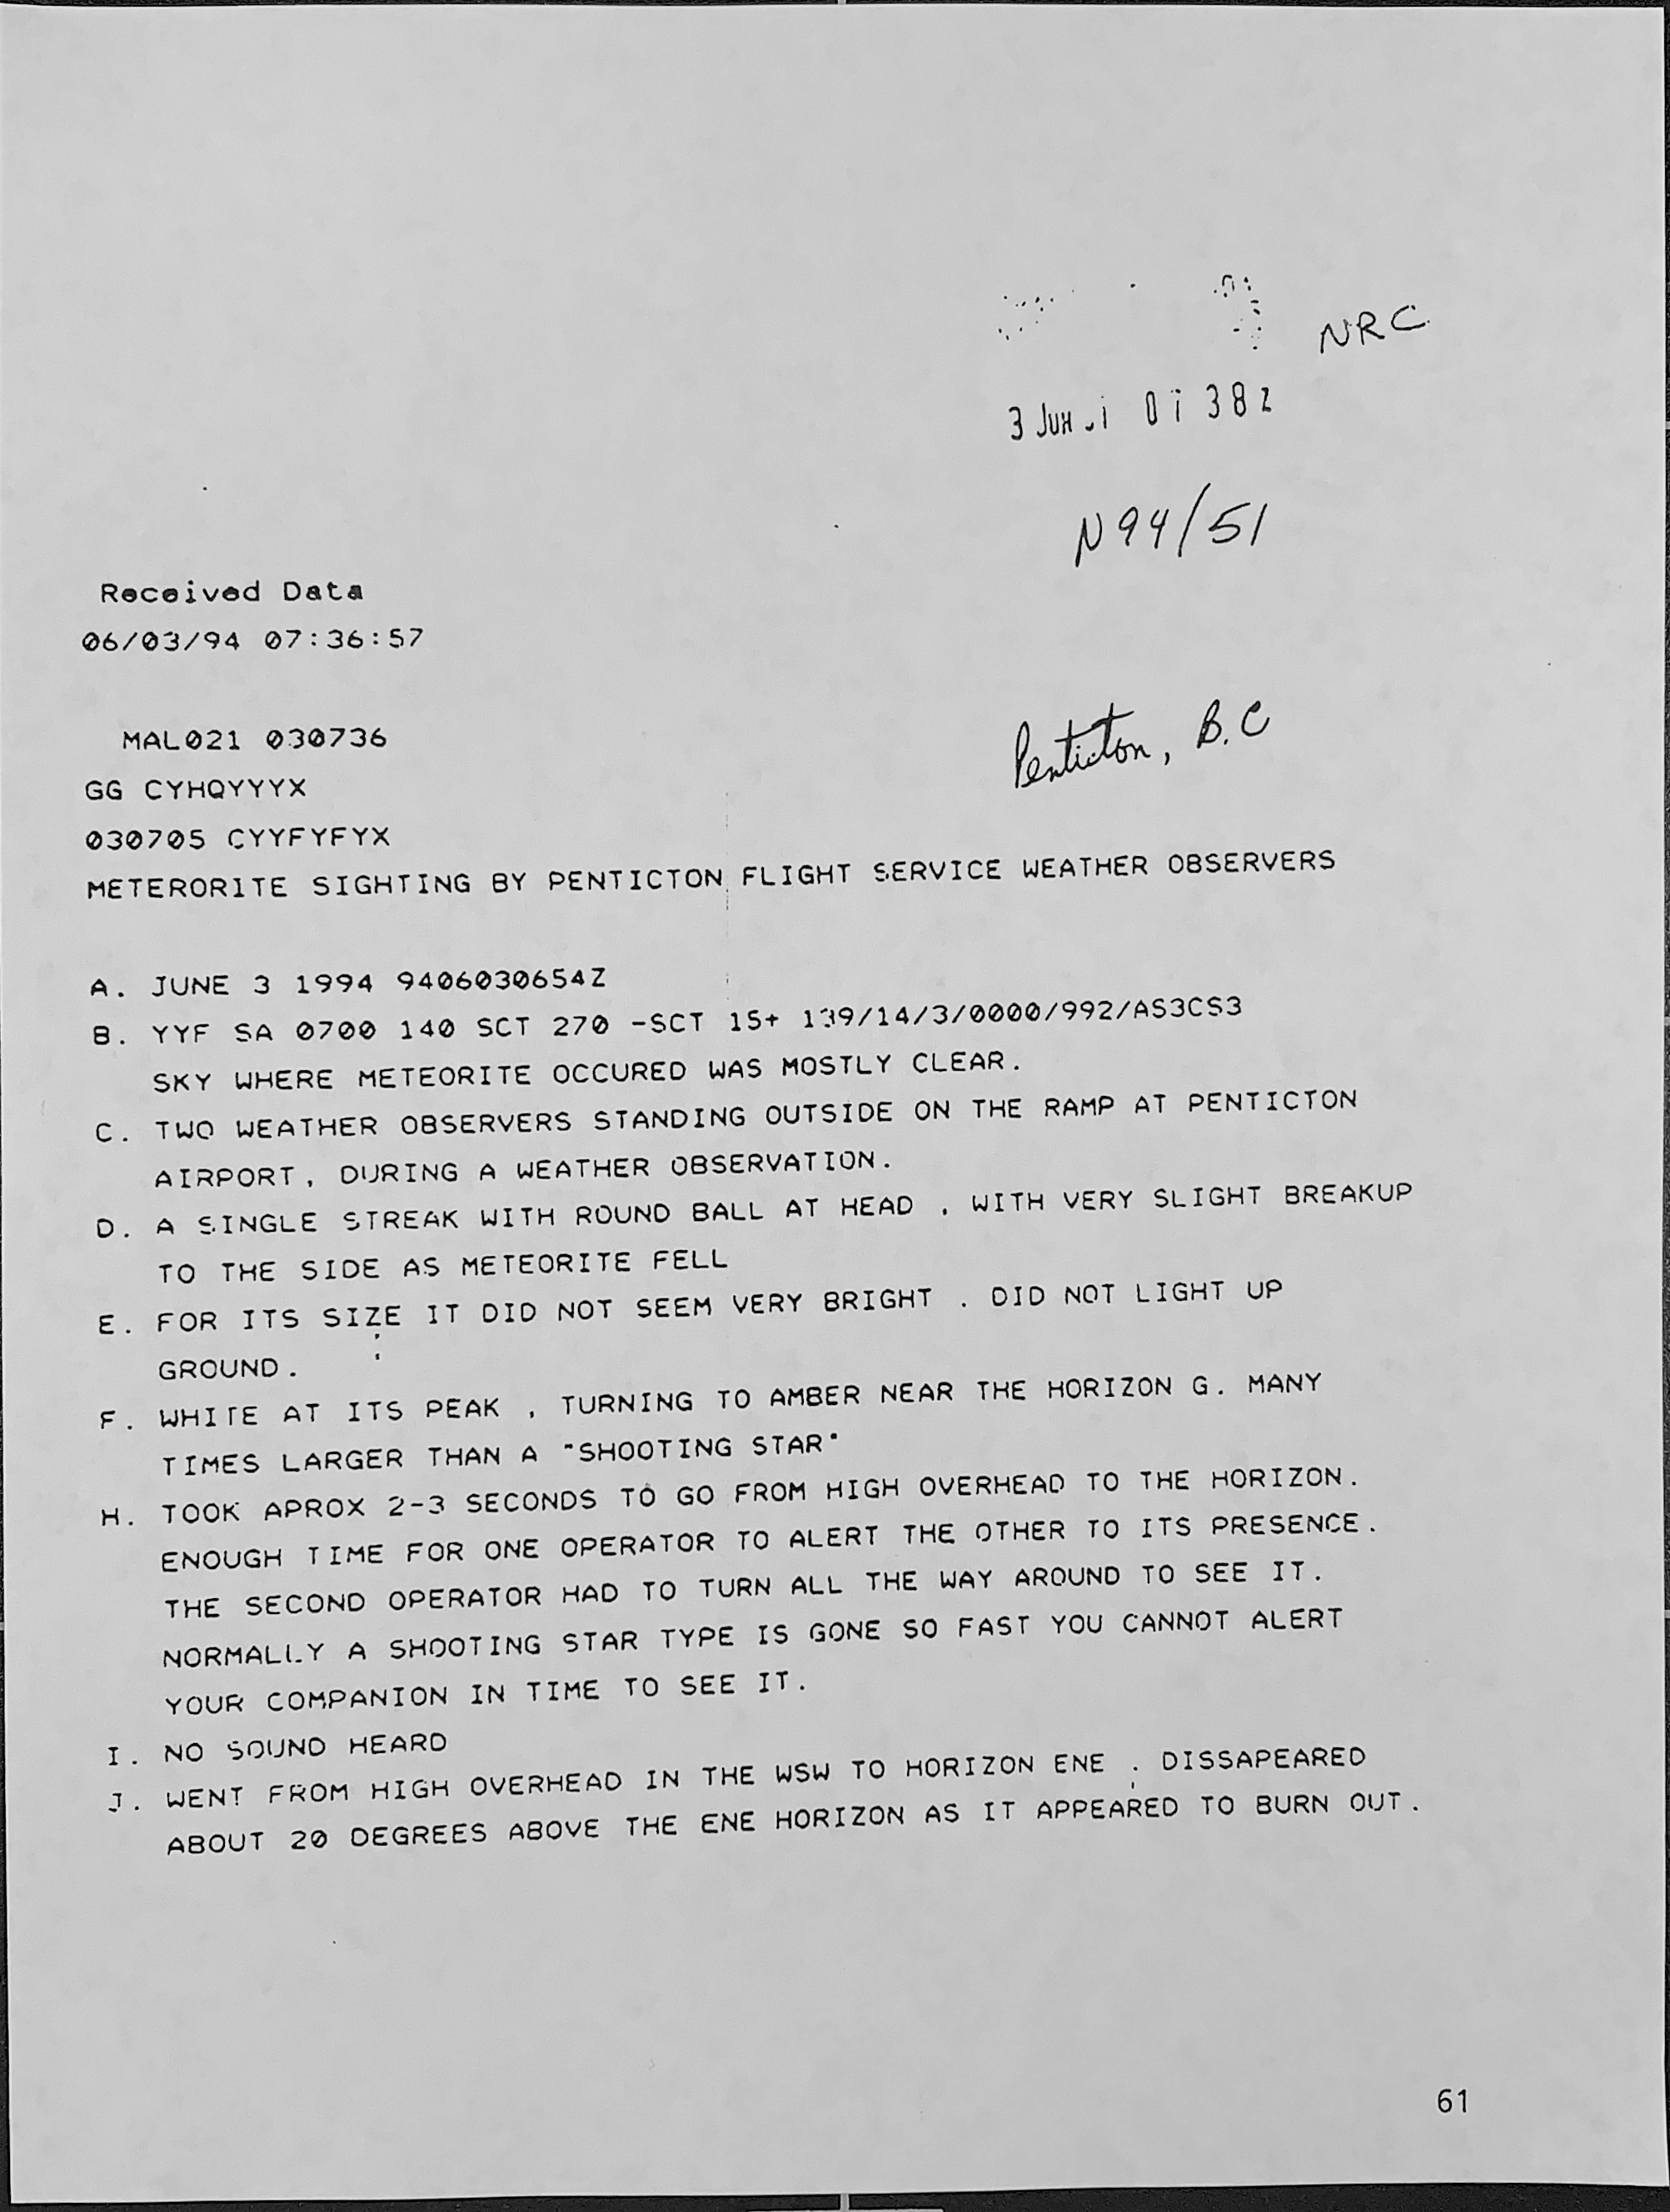 NRC
3 Jun
38z
N94/51
Received Data
06/03/94 07:36:57
MAL021 030736
Penticton, B.C
GG CYHQYYYX
030705 CYYFYFYX
METERORITE SIGHTING BY PENTICTON FLIGHT SERVICE WEATHER OBSERVERS
A. JUNE 3 1994 9406030654Z
B. YYF SA 0700 140 SCT 270 -SCT 15+ 139/14/3/0000/992/AS3CS3
SKY WHERE METEORITE OCCURED WAS MOSTLY CLEAR.
C. TWO WEATHER OBSERVERS STANDING OUTSIDE ON THE RAMP AT PENTICTON
AIRPORT, DURING A WEATHER OBSERVATION.
D. A SINGLE STREAK WITH ROUND BALL AT HEAD , WITH VERY SLIGHT BREAKUP
TO THE SIDE AS METEORITE FELL
E. FOR ITS SIZE IT DID NOT SEEM VERY BRIGHT . DID NOT LIGHT UP
GROUND.
F. WHITE AT ITS PEAK , TURNING TO AMBER NEAR THE HORIZON G. MANY
TIMES LARGER THAN A "SHOOTING STAR"
H. TOOK APROX 2-3 SECONDS TO GO FROM HIGH OVERHEAD TO THE HORIZON.
ENOUGH TIME FOR ONE OPERATOR TO ALERT THE OTHER TO ITS PRESENCE.
THE SECOND OPERATOR HAD TO TURN ALL THE WAY AROUND TO SEE IT.
NORMALLY A SHOOTING STAR TYPE IS GONE SO FAST YOU CANNOT ALERT
YOUR COMPANION IN TIME TO SEE IT.
I. NO SOUND HEARD
J. WENT FROM HIGH OVERHEAD IN THE WSW TO HORIZON ENE . DISSAPEARED
ABOUT 20 DEGREES ABOVE THE ENE HORIZON AS IT APPEARED TO BURN OUT.
61